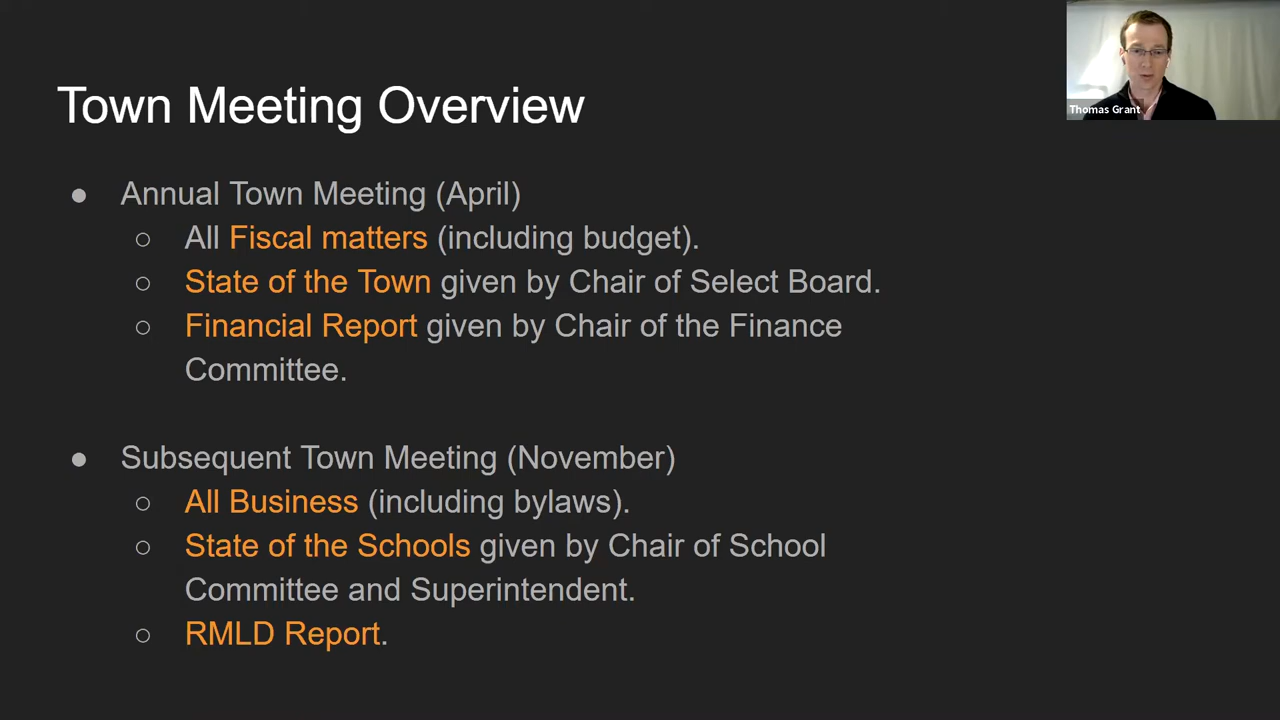 Town Meeting Overview
Thomas Grant
● Annual Town Meeting (April)
○ All Fiscal matters (including budget).
○ State of the Town given by Chair of Select Board.
○ Financial Report given by Chair of the Finance
Committee.
● Subsequent Town Meeting (November)
○ All Business (including bylaws).
○ State of the Schools given by Chair of School
Committee and Superintendent.
○ RMLD Report.